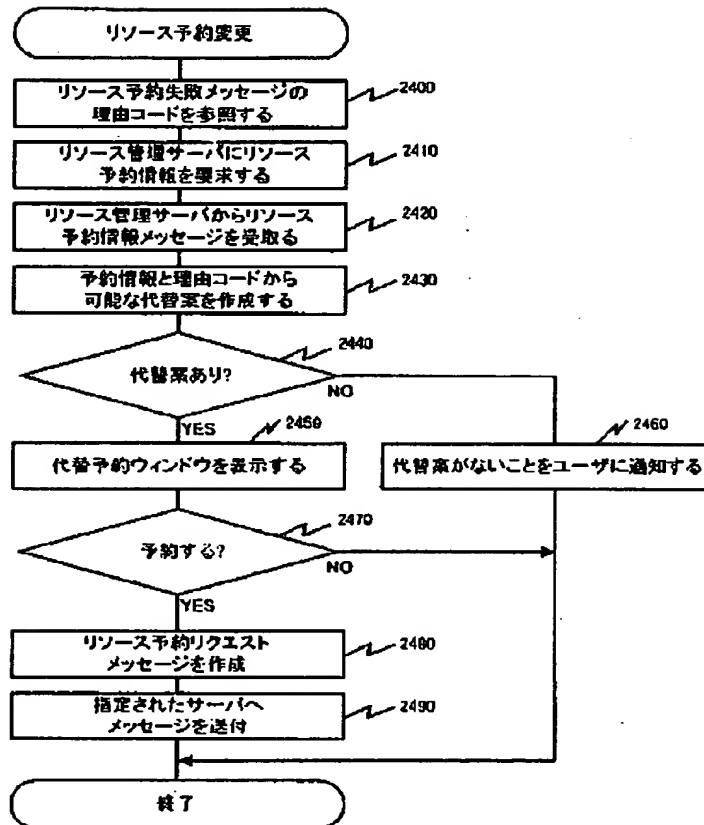 リソース予約変更
リソース予約失敗メッセージの
理由コードを参照する
2400
リソース管理サーバにリソース
予約情報を要求する
2410
リソース管理サーバからリソース
予約情報メッセージを受取る
2420
予約情報と理由コードから
可能な代替案を作成する
2430
2440
代替案あり?
NO
YES
2450
代替予約ウィンドウを表示する
2460
代替案がないことをユーザに通知する
2470
予約する?
NO
YES
リソース予約リクエスト
メッセージを作成
2480
指定されたサーバへ
メッセージを送付
2490
終了